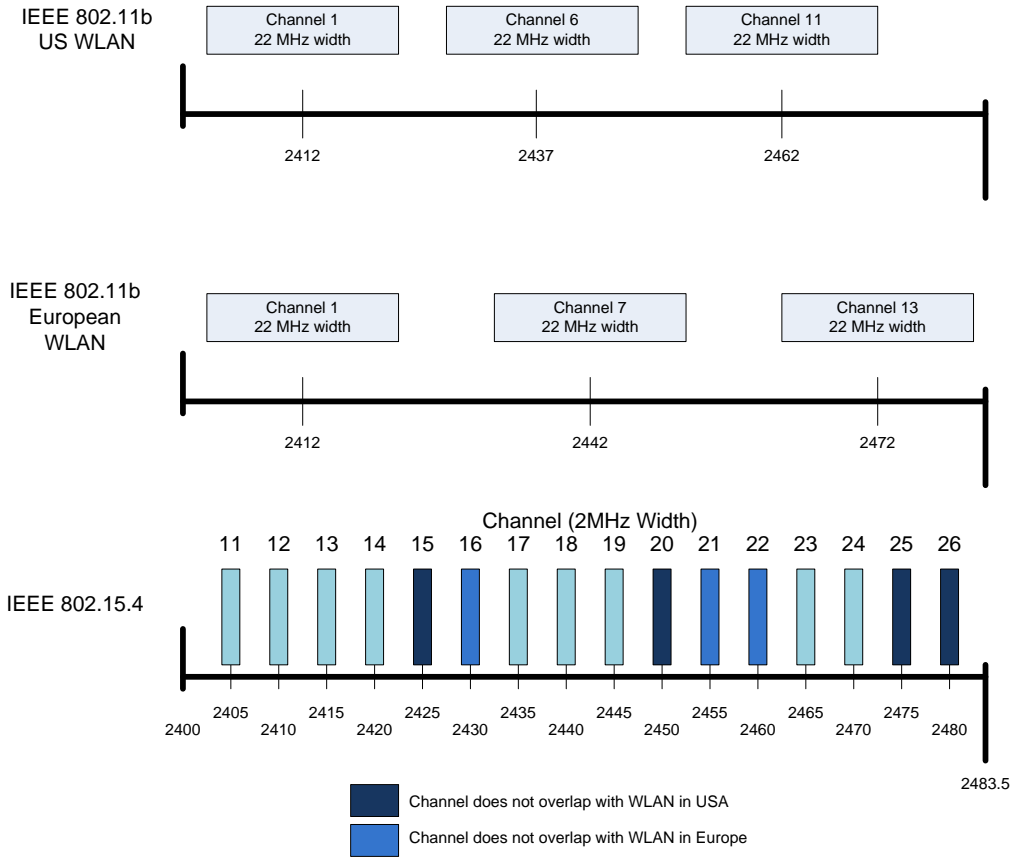 IEEE 802.11b
US WLAN
Channel 1
22 MHz width
Channel 6
22 MHz width
Channel 11
22 MHz width
2412
2437
2462
IEEE 802.11b
European
WLAN
Channel 1
22 MHz width
Channel 7
22 MHz width
Channel 13
22 MHz width
2412
2442
2472
Channel (2MHz Width)
11 12 13 14 15 16 17 18 19 20 21 22 23 24 25 26
IEEE 802.15.4
2405 2415 2425 2435 2445 2455 2465 2475
2400 2410 2420 2430 2440 2450 2460 2470 2480
2483.5
Channel does not overlap with WLAN in USA
Channel does not overlap with WLAN in Europe